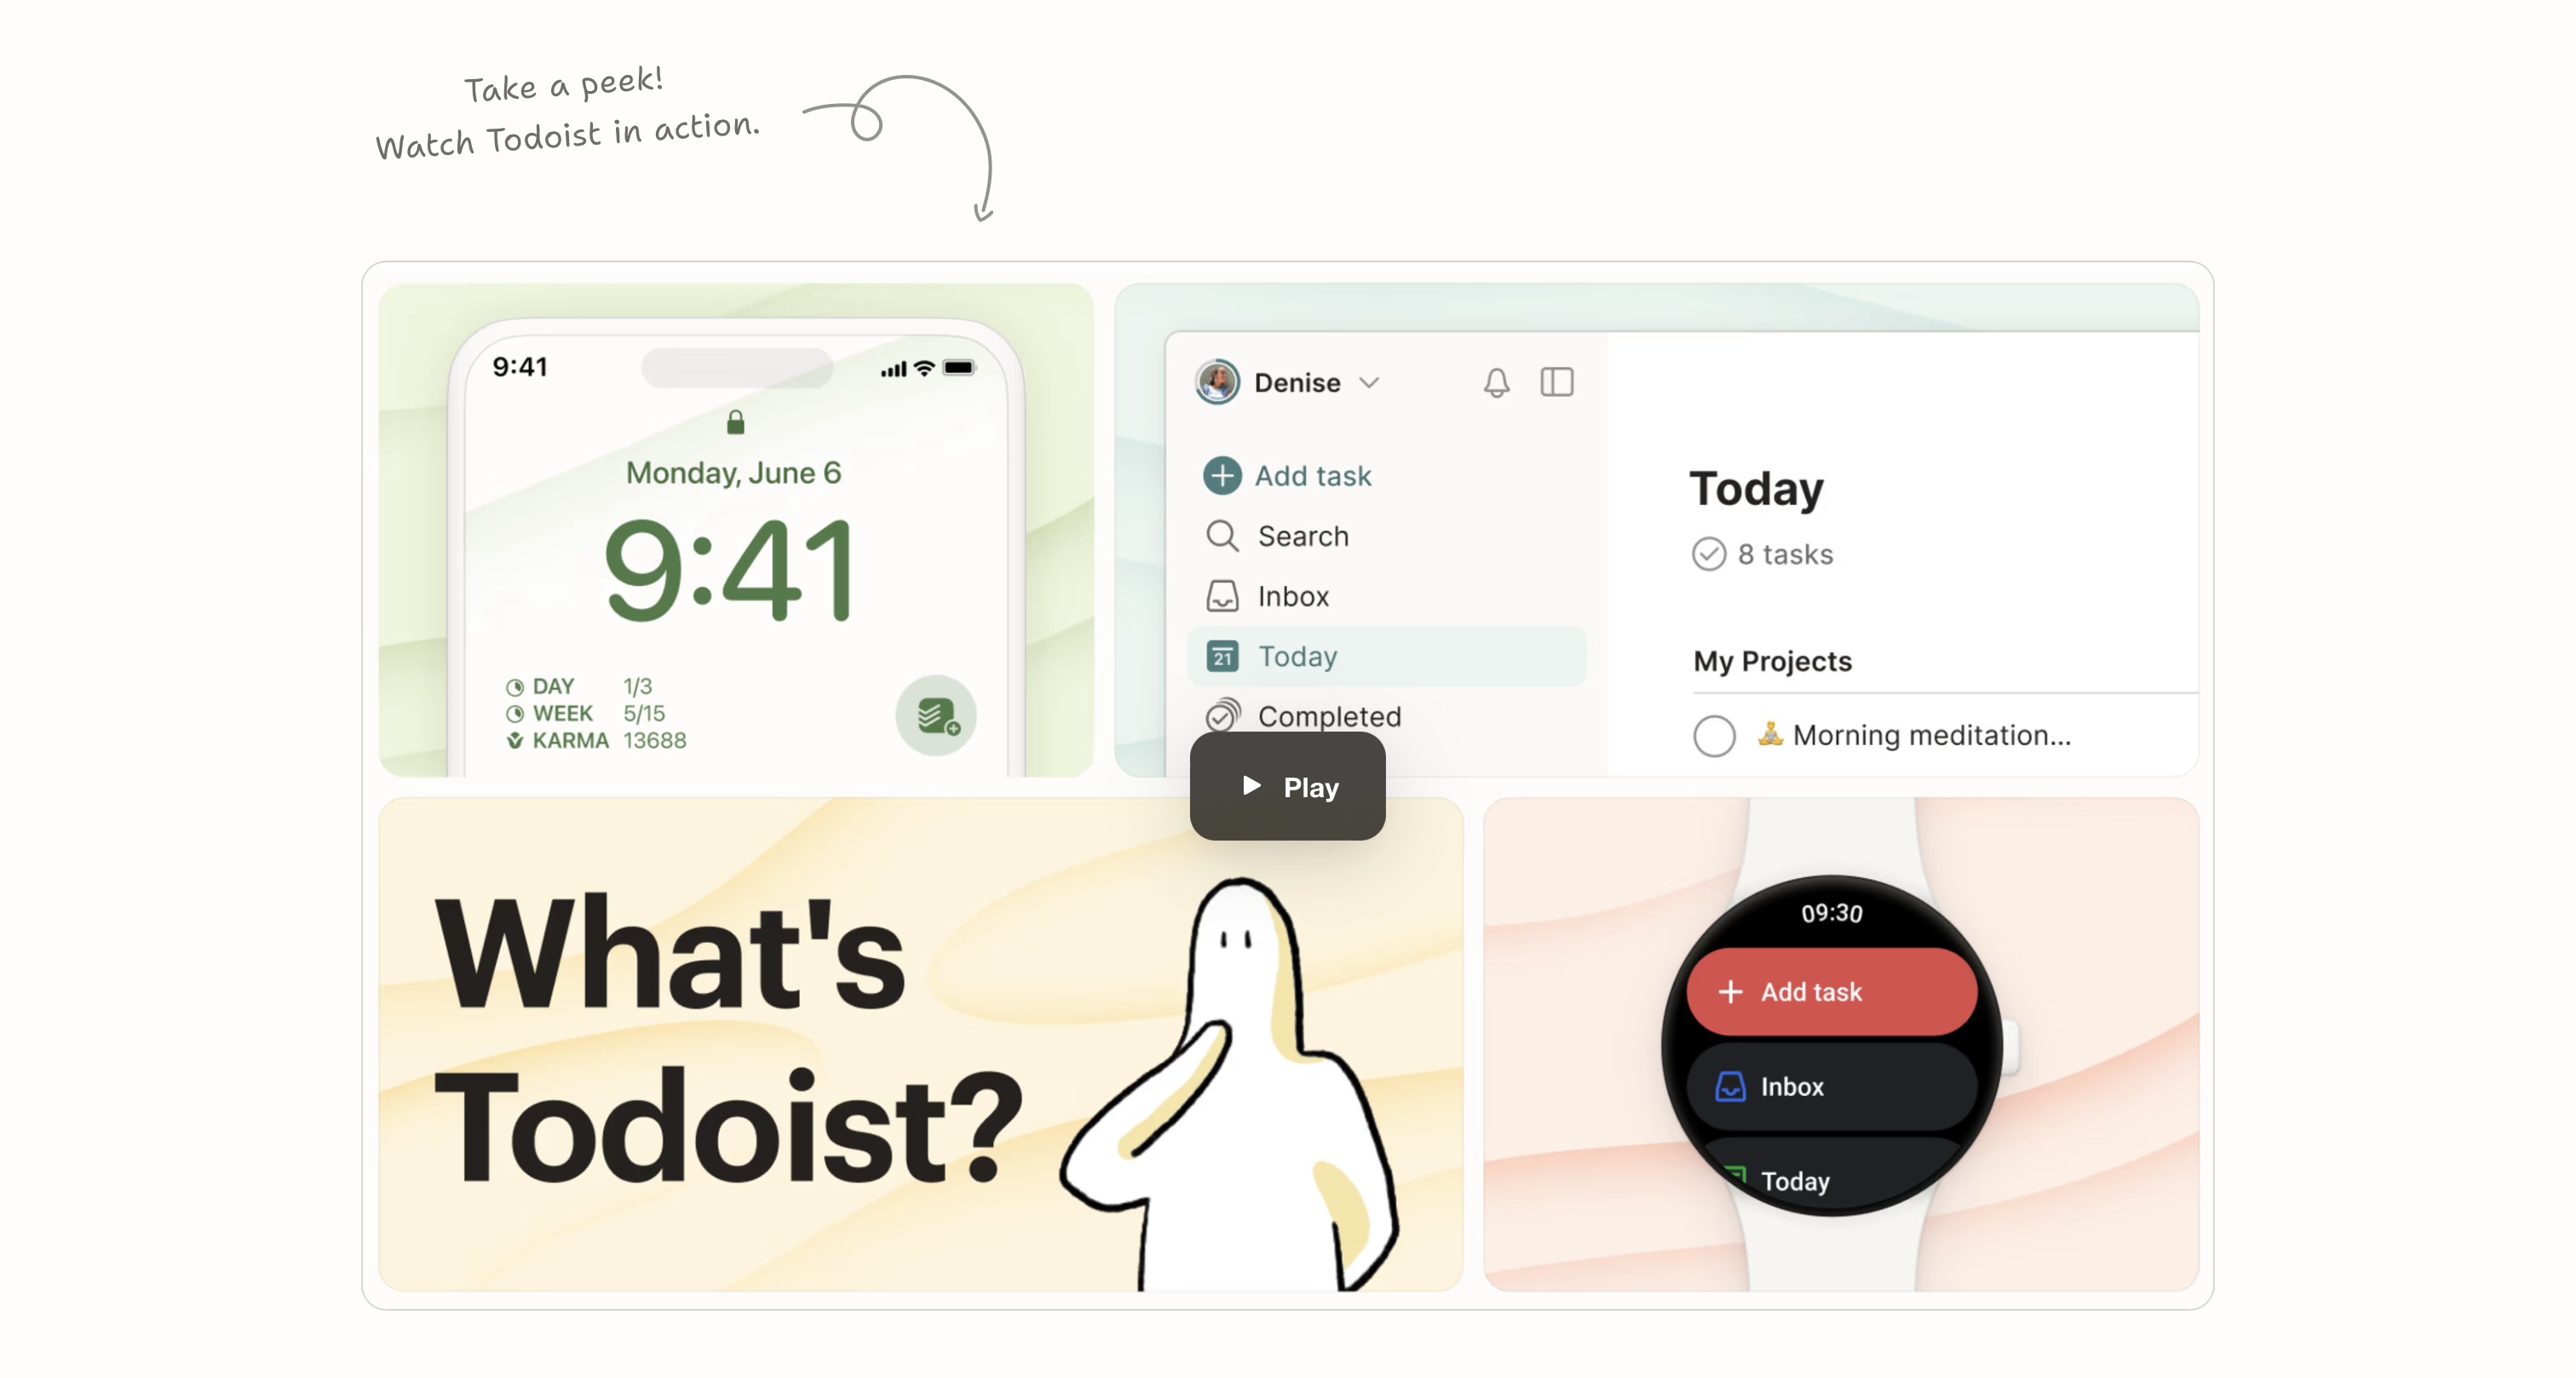 Take a peek!
Watch Todoist in action.
9:41
Monday, June 6
9:41
DAY 1/3
WEEK 5/15
KARMA 13688
Denise
Add task
Search
Inbox
21 Today
Completed
Today
8 tasks
My Projects
Morning meditation...
Play
What's
Todoist?
09:30
Add task
Inbox
Today